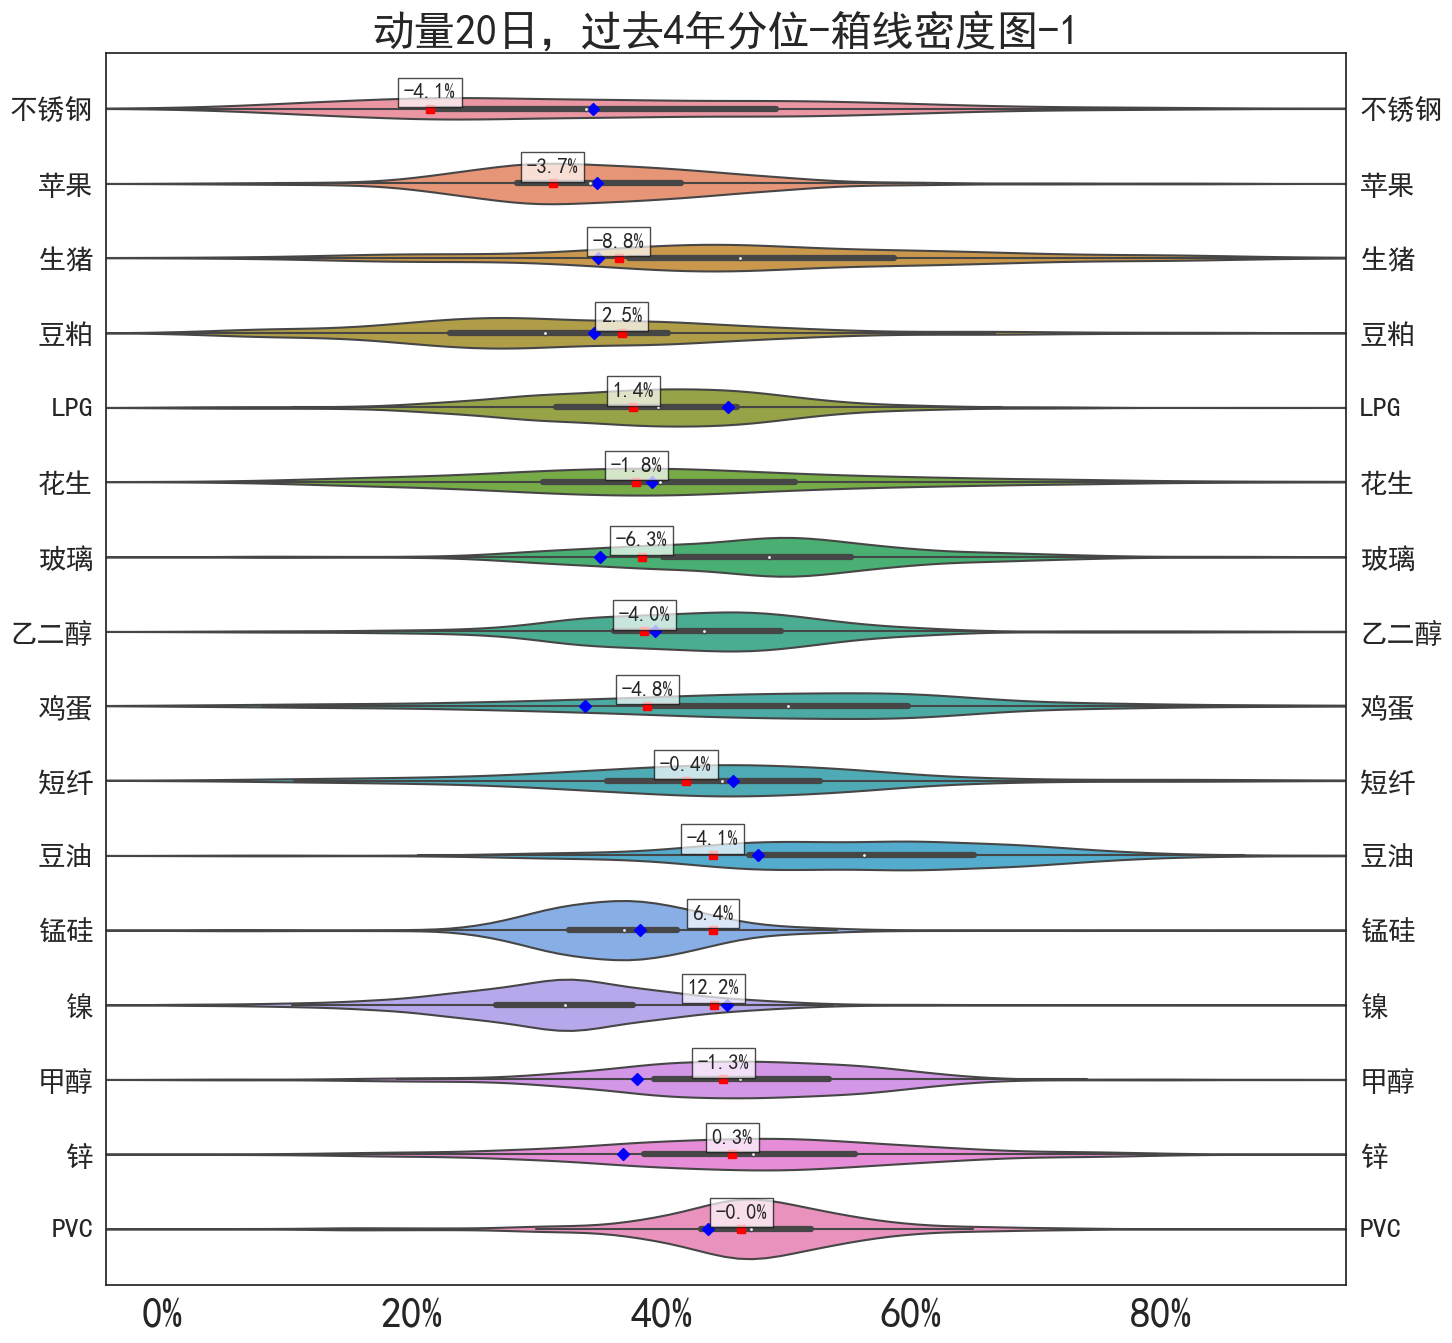 动量20日，过去4年分位-箱线密度图-1
不锈钢 -4.1% 不锈钢
苹果 -3.7% 苹果
生猪 -8.8% 生猪
豆粕 2.5% 豆粕
LPG 1.4% LPG
花生 -1.8% 花生
玻璃 -6.3% 玻璃
乙二醇 -4.0% 乙二醇
鸡蛋 -4.8% 鸡蛋
短纤 -0.4% 短纤
豆油 -4.1% 豆油
锰硅 6.4% 锰硅
镍 12.2% 镍
甲醇 -1.3% 甲醇
锌 0.3% 锌
PVC -0.0% PVC
0% 20% 40% 60% 80%